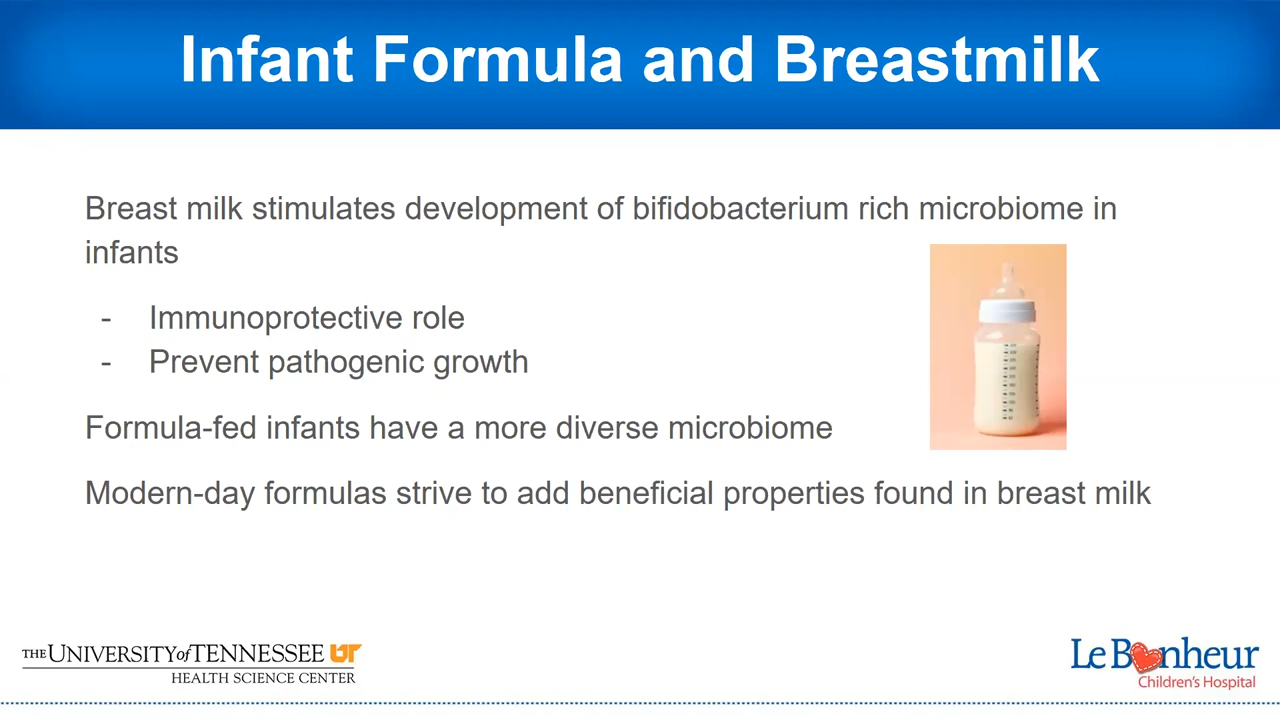 Infant Formula and Breastmilk
Breast milk stimulates development of bifidobacterium rich microbiome in
infants
- Immunoprotective role
- Prevent pathogenic growth
Formula-fed infants have a more diverse microbiome
Modern-day formulas strive to add beneficial properties found in breast milk
THE UNIVERSITY of TENNESSEE UT
HEALTH SCIENCE CENTER
Le Bonheur
Children's Hospital